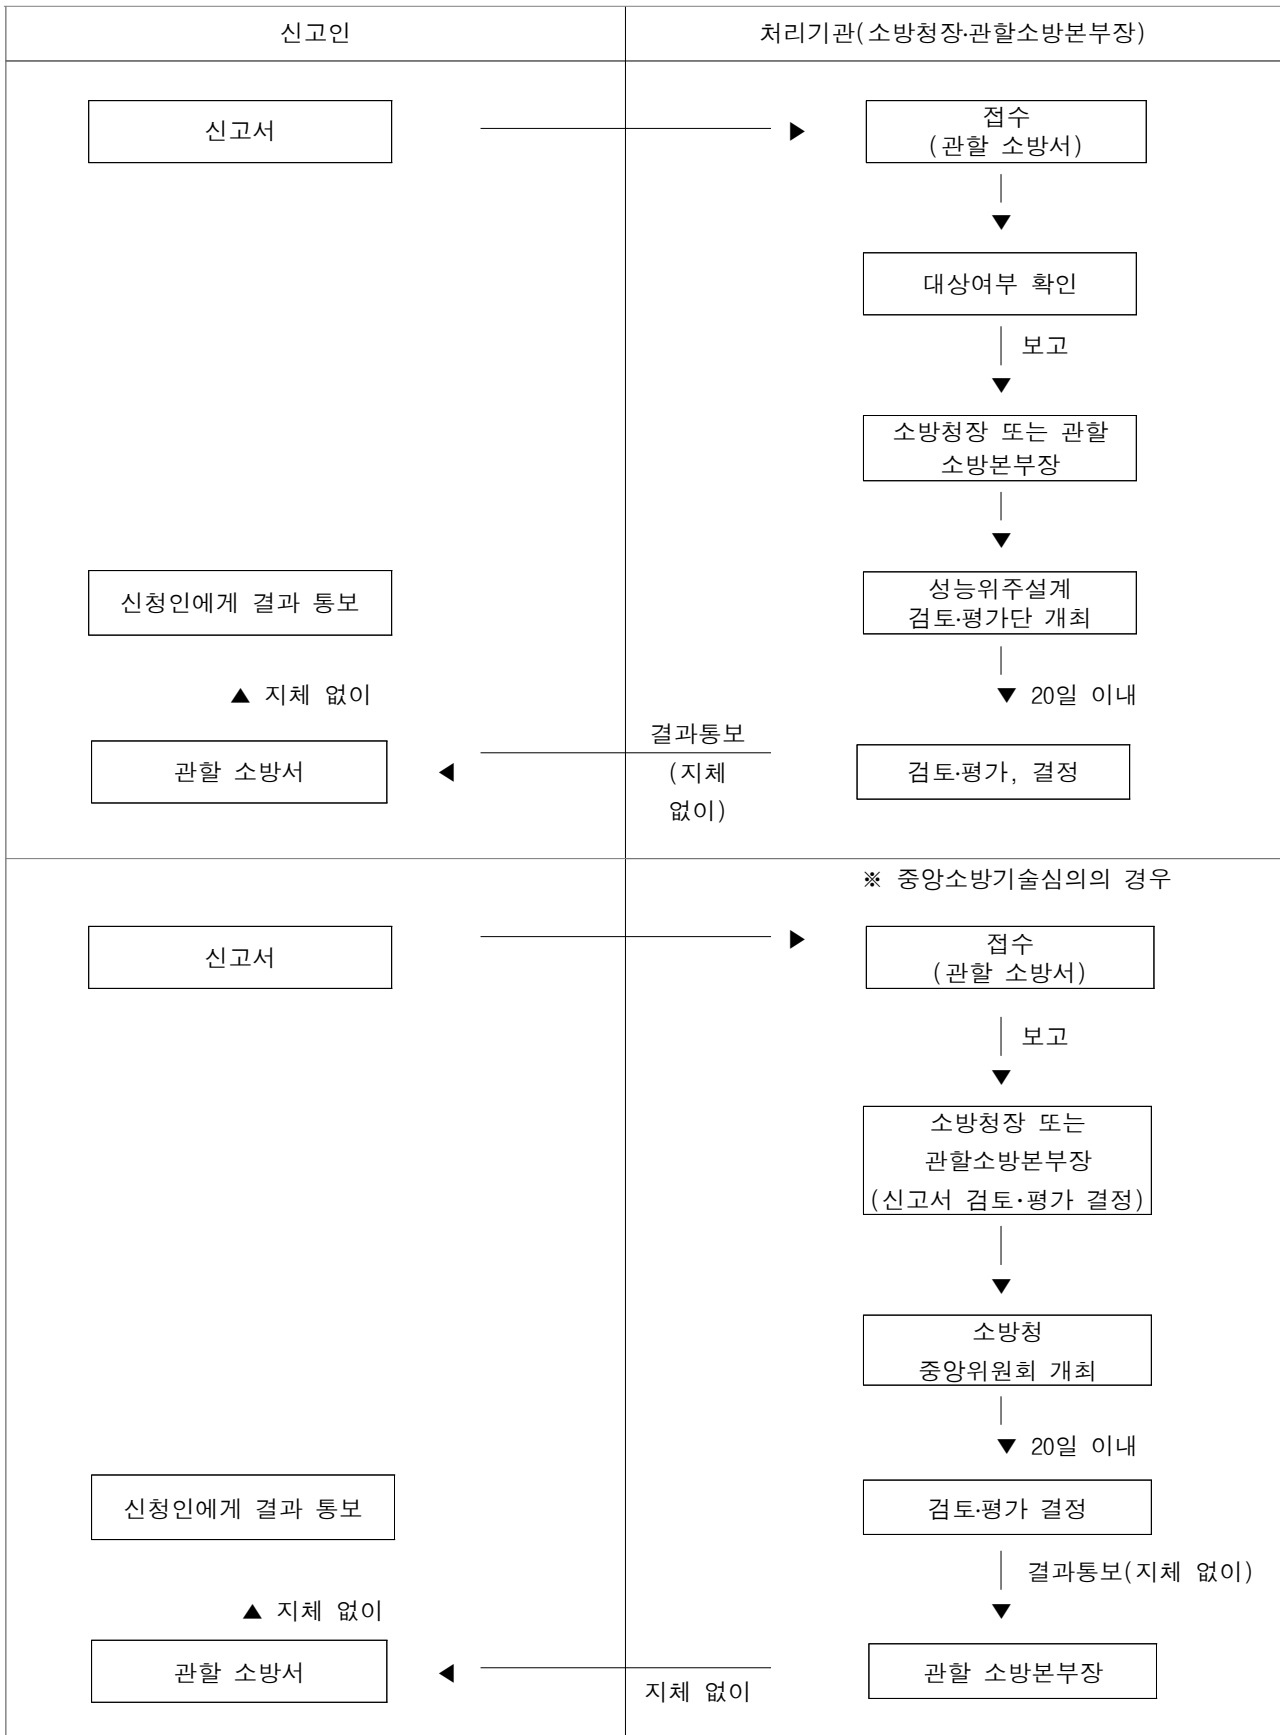 신고인
처리기관(소방청장·관할소방본부장)
신고서
접수
(관할 소방서)
대상여부 확인
보고
소방청장 또는 관할
소방본부장
성능위주설계
검토·평가단 개최
신청인에게 결과 통보
▲ 지체 없이
▼ 20일 이내
결과통보
(지체
없이)
관할 소방서
검토·평가, 결정
※ 중앙소방기술심의의 경우
신고서
접수
(관할 소방서)
보고
소방청장 또는
관할소방본부장
(신고서 검토·평가 결정)
소방청
중앙위원회 개최
▼ 20일 이내
신청인에게 결과 통보
검토·평가 결정
결과통보(지체 없이)
▲ 지체 없이
관할 소방서
지체 없이
관할 소방본부장